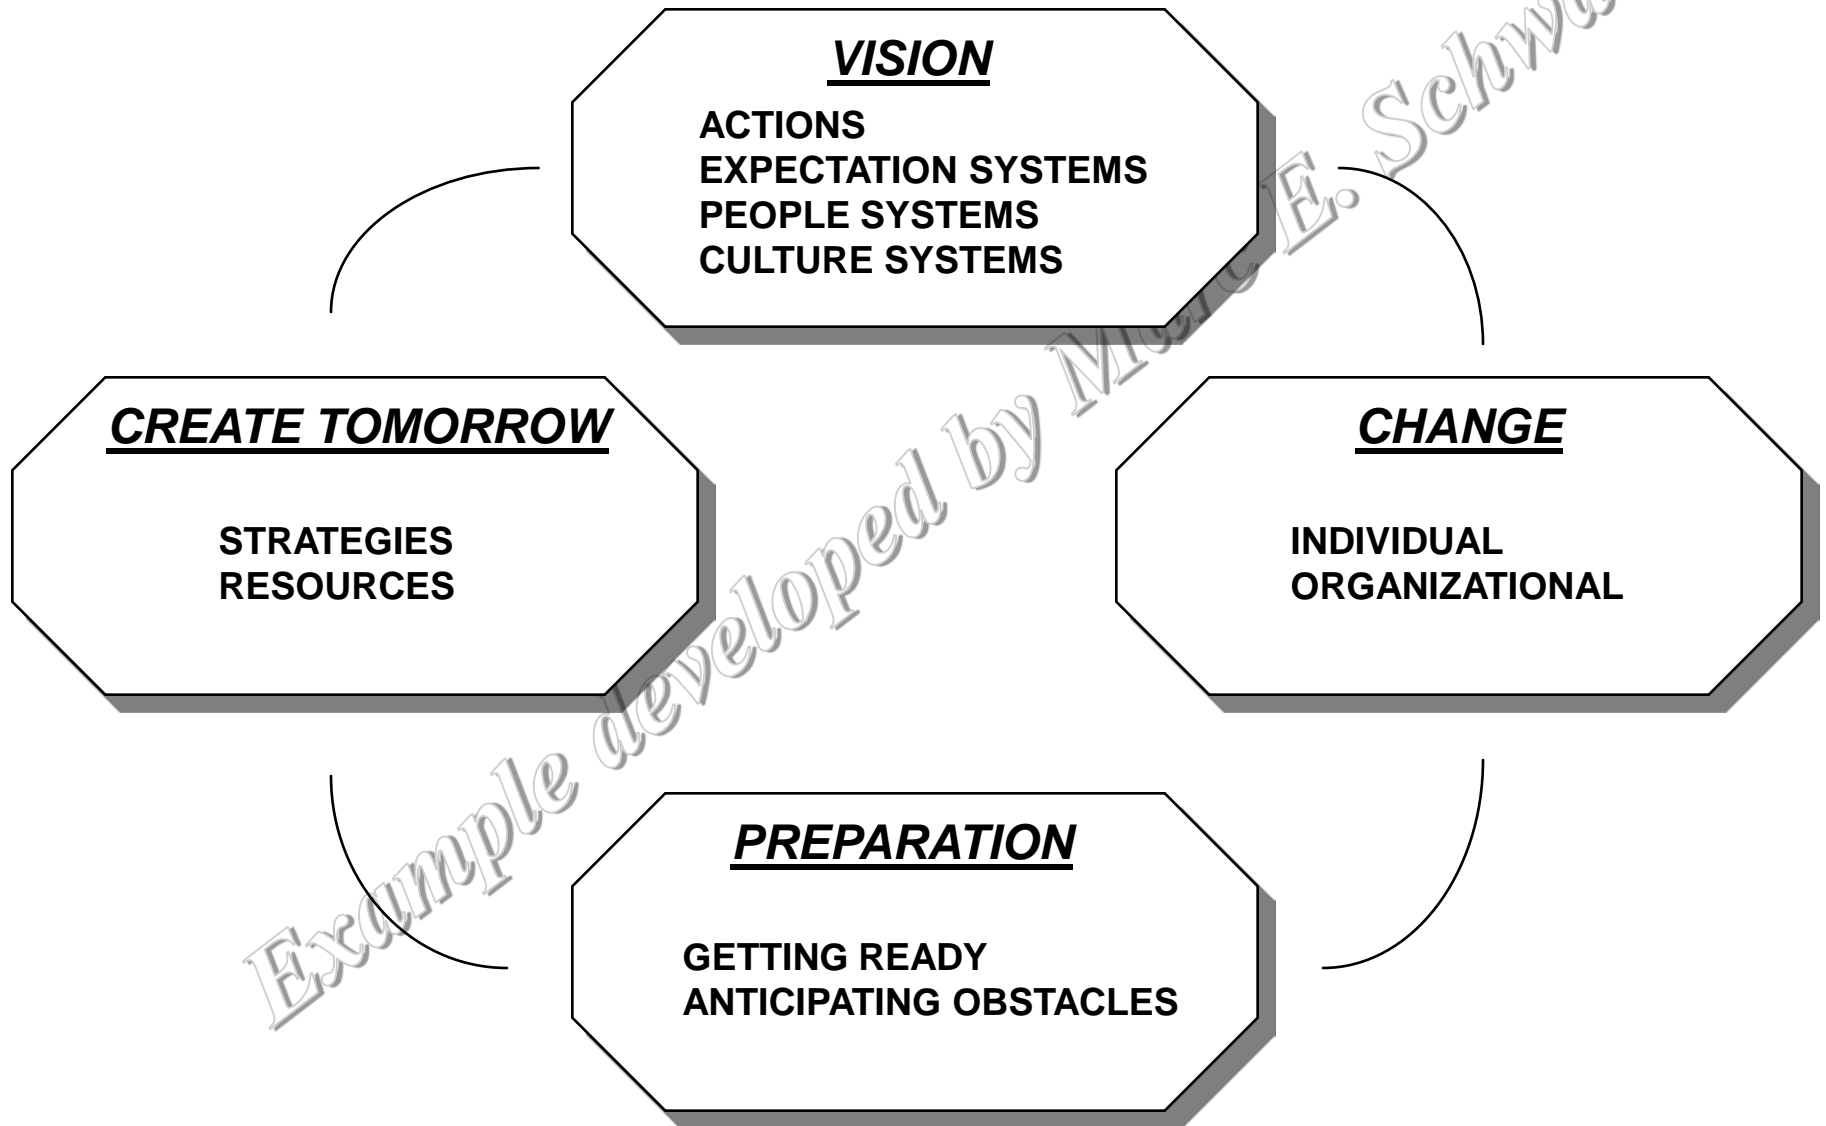 VISION
ACTIONS
EXPECTATION SYSTEMS
PEOPLE SYSTEMS
CULTURE SYSTEMS
CREATE TOMORROW
STRATEGIES
RESOURCES
CHANGE
INDIVIDUAL
ORGANIZATIONAL
PREPARATION
GETTING READY
ANTICIPATING OBSTACLES
Example developed by E.